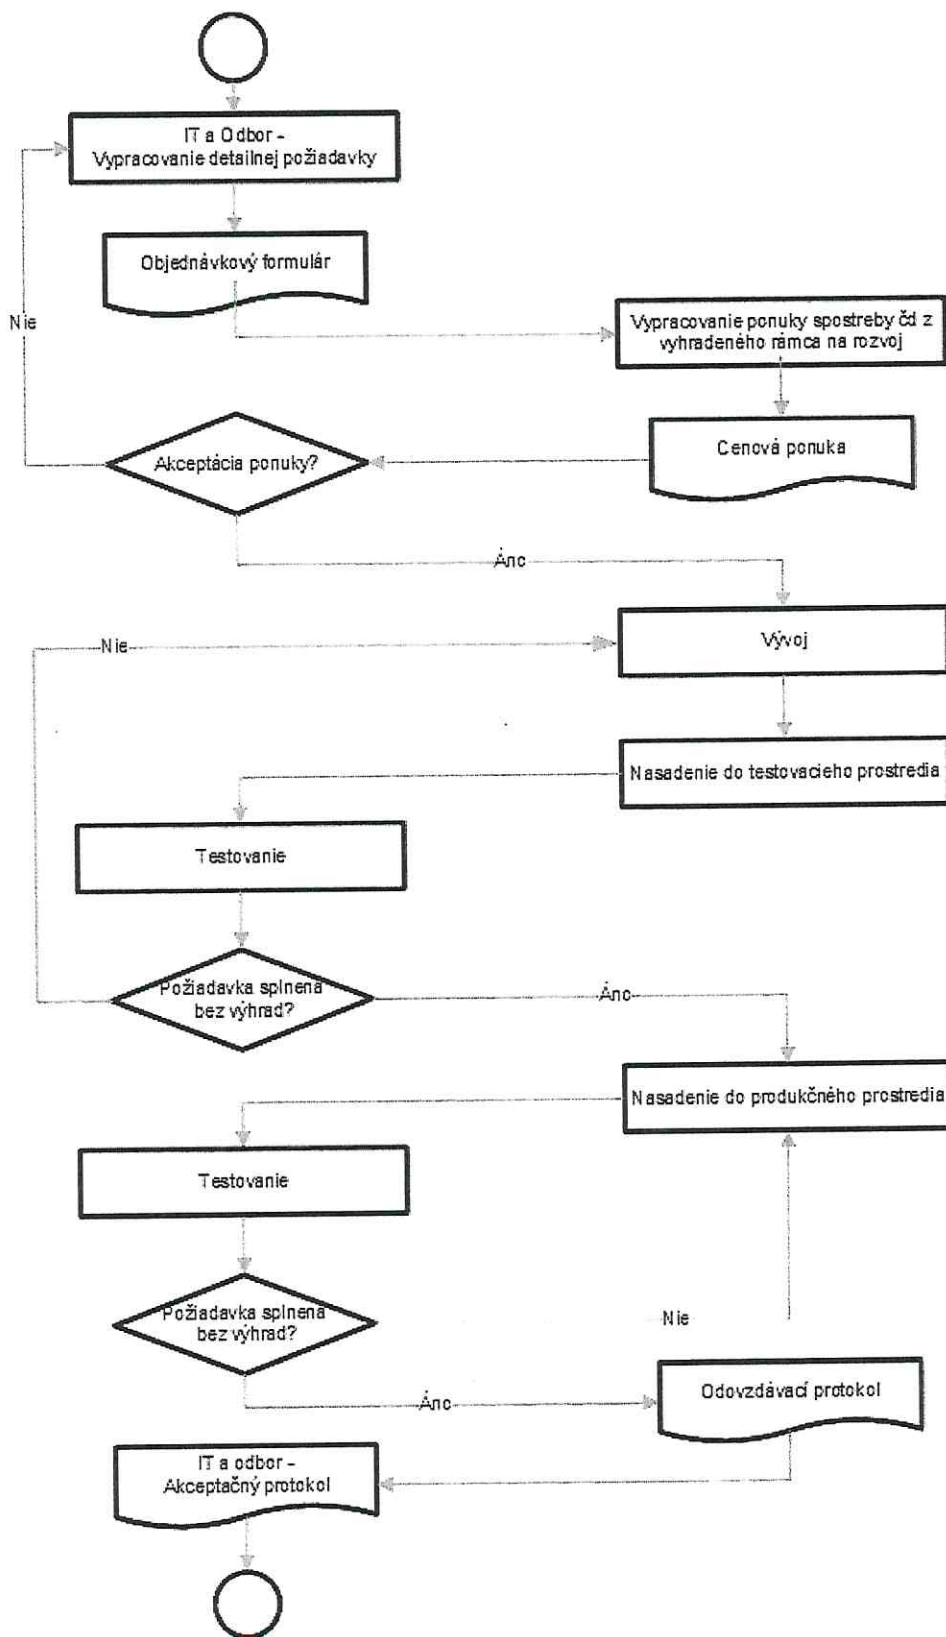 IT a Odbor -
Vypracovanie detailnej požiadavky
Objednávkový formulár
Nie
Vypracovanie ponuky spostreby čd z
vyhradeného rámca na rozvoj
Akceptácia ponuky?
Cenová ponuka
Áno
Nie
Vývoj
Nasadenie do testovacieho prostredia
Testovanie
Požiadavka splnená
bez výhrad?
Áno
Nasadenie do produkčného prostredia
Testovanie
Požiadavka splnená
bez výhrad?
Nie
Odovzdávací protokol
Áno
IT a odbor -
Akceptačný protokol